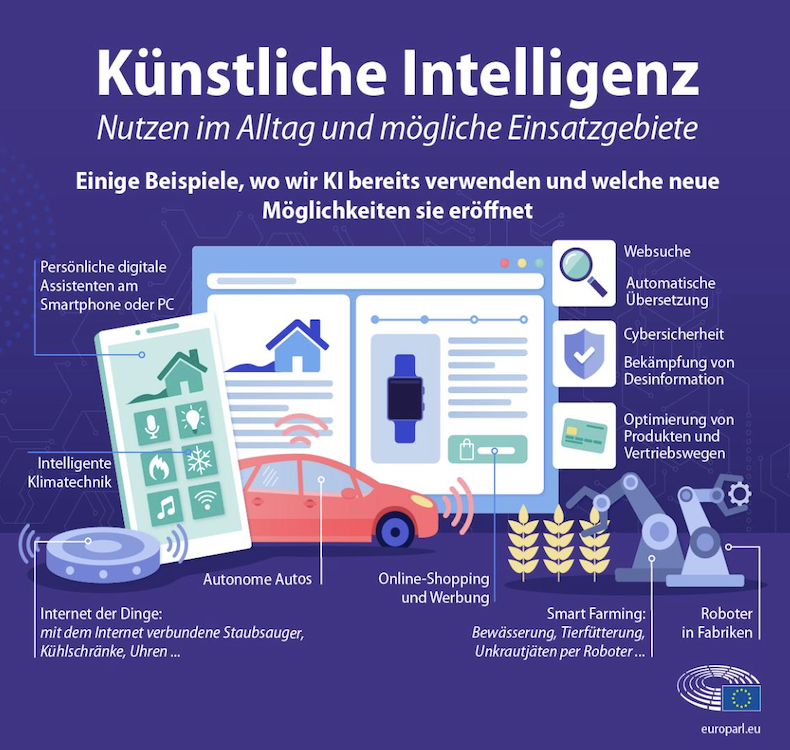 Künstliche Intelligenz
Nutzen im Alltag und mögliche Einsatzgebiete
Einige Beispiele, wo wir KI bereits verwenden und welche neue
Möglichkeiten sie eröffnet
Persönliche digitale
Assistenten am
Smartphone oder PC
Websuche
Automatische
Übersetzung
Cybersicherheit
Bekämpfung von
Desinformation
Optimierung von
Produkten und
Vertriebswegen
Intelligente
Klimatechnik
Autonome Autos
Online-Shopping
und Werbung
Internet der Dinge:
mit dem Internet verbundene Staubsauger,
Kühlschränke, Uhren ...
Smart Farming:
Bewässerung, Tierfütterung,
Unkrautjäten per Roboter ...
Roboter
in Fabriken
europarl.eu